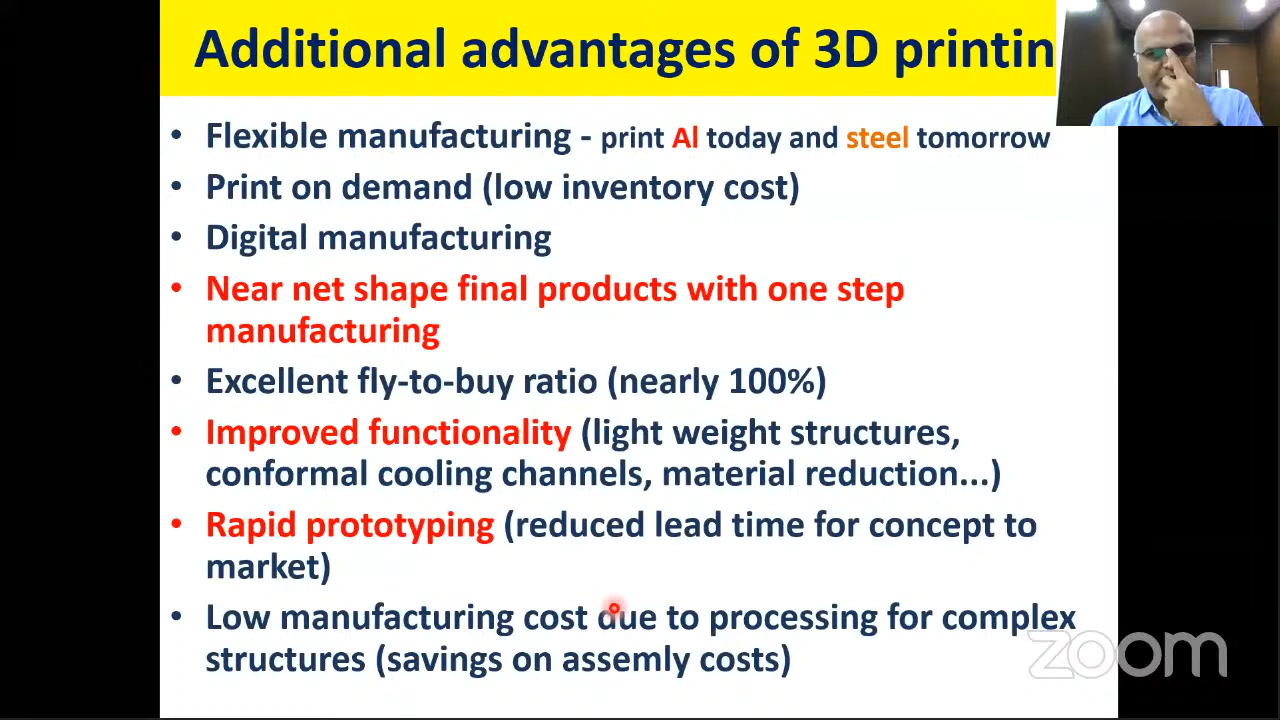 Additional advantages of 3D printin
• Flexible manufacturing - print Al today and steel tomorrow
• Print on demand (low inventory cost)
• Digital manufacturing
• Near net shape final products with one step
manufacturing
• Excellent fly-to-buy ratio (nearly 100%)
• Improved functionality (light weight structures,
conformal cooling channels, material reduction...)
• Rapid prototyping (reduced lead time for concept to
market)
• Low manufacturing cost due to processing for complex
structures (savings on assemly costs)
zoom